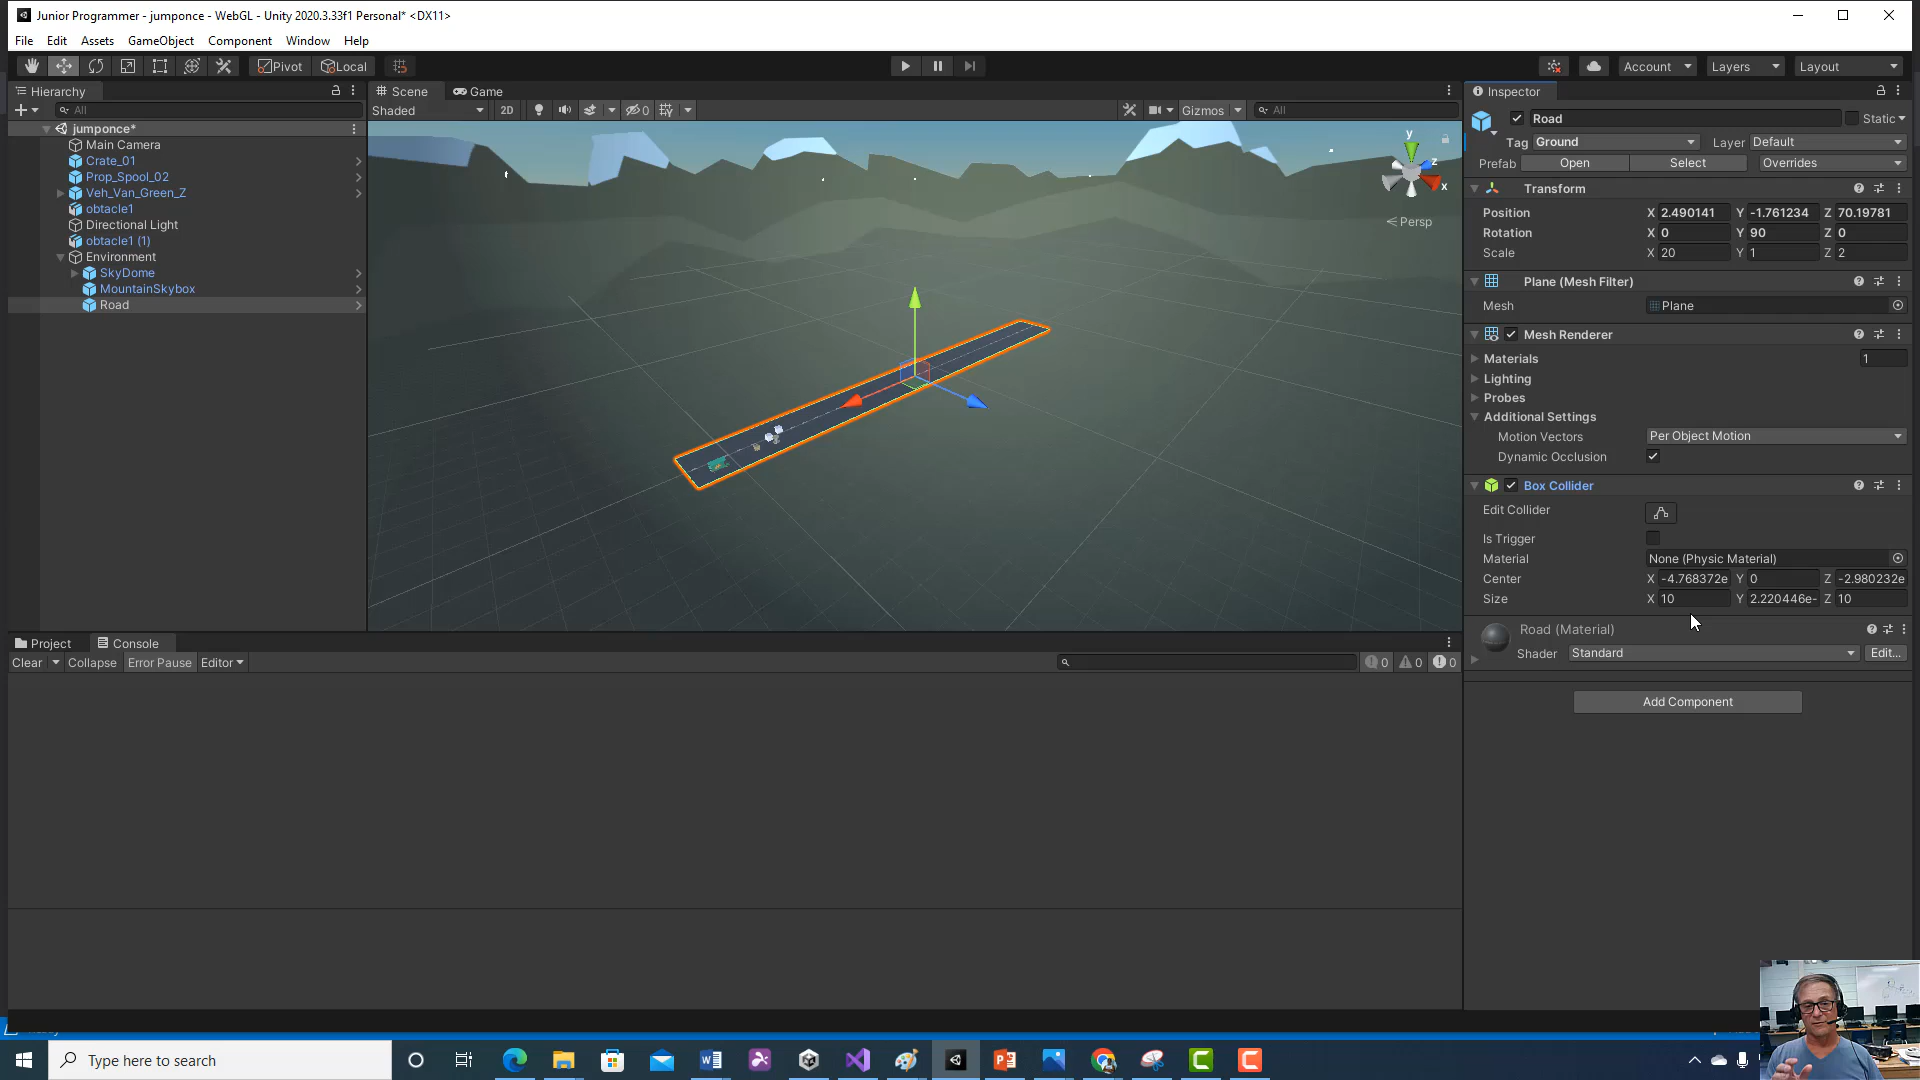 Junior Programmer - jumponce - WebGL - Unity 2020.3.33f1 Personal* <DX11>
File Edit Assets GameObject Component Window Help
Pivot Local Account Layers Layout
Hierarchy
All
jumponce*
Main Camera
Crate_01
Prop_Spool_02
Veh_Van_Green_Z
obtacle1
Directional Light
obtacle1 (1)
Environment
SkyDome
MountainSkybox
Road
Scene Game
Shaded 2D 0 Gizmos All
y
z
x
Persp
Inspector
Road Static
Tag Ground Layer Default
Prefab Open Select Overrides
Transform
Position X 2.490141 Y -1.761234 Z 70.19781
Rotation X 0 Y 90 Z 0
Scale X 20 Y 1 Z 2
Plane (Mesh Filter)
Mesh Plane
Mesh Renderer
Materials 1
Lighting
Probes
Additional Settings
Motion Vectors Per Object Motion
Dynamic Occlusion
Box Collider
Edit Collider
Is Trigger
Material None (Physic Material)
Center X -4.768372e Y 0 Z -2.980232e
Size X 10 Y 2.220446e- Z 10
Road (Material)
Shader Standard Edit...
Add Component
Project Console
Clear Collapse Error Pause Editor 0 0 0
Type here to search